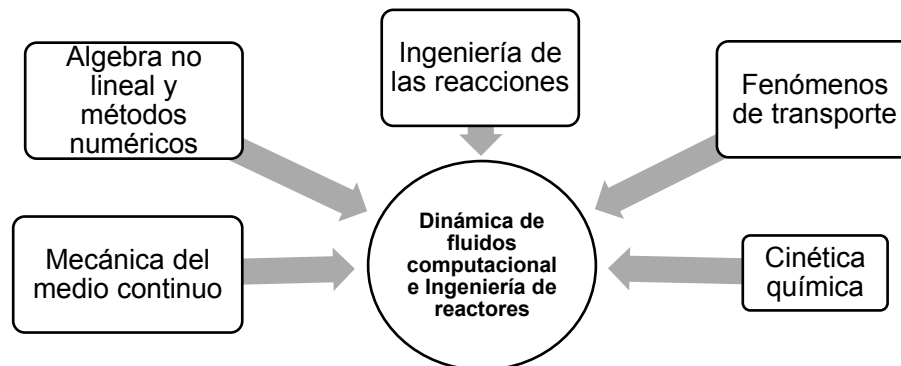 Algebra no
lineal y
métodos
numéricos
Ingeniería de
las reacciones
Fenómenos
de transporte
Mecánica del
medio continuo
Dinámica de
fluidos
computacional
e Ingeniería de
reactores
Cinética
química